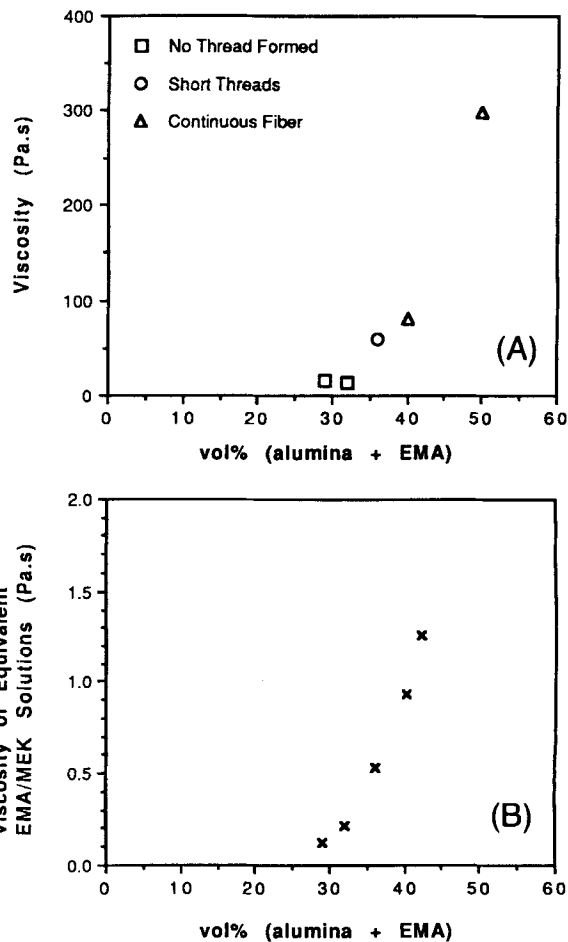 400
300
200
100
0
Viscosity (Pa.s)
No Thread Formed
Short Threads
Continuous Fiber
(A)
0 10 20 30 40 50 60
vol% (alumina + EMA)
2.0
1.5
1.0
0.5
0.0
Equivalent
EMA/MEK Solutions (Pa.s)
(B)
0 10 20 30 40 50 60
vol% (alumina + EMA)